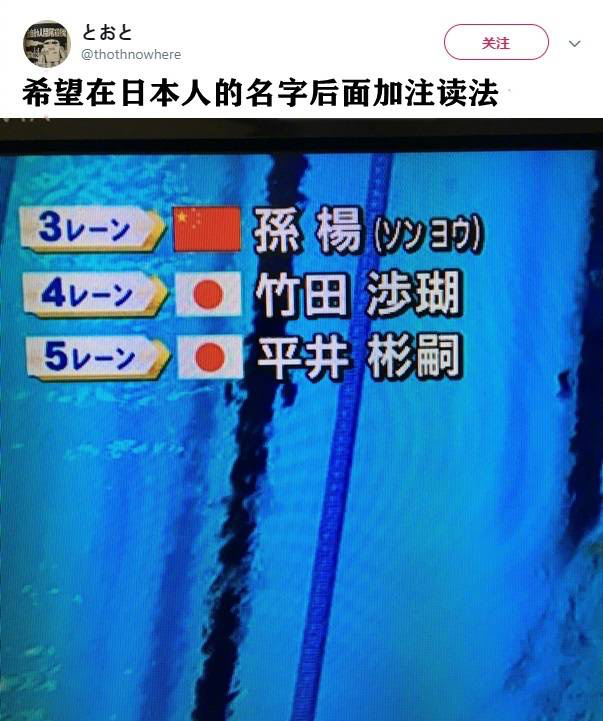 とおと
@thothnowhere
关注
希望在日本人的名字后面加注读法
3レーン 孫 楊 (ソン ヨウ)
4レーン 竹田 渉瑚
5レーン 平井 彬嗣